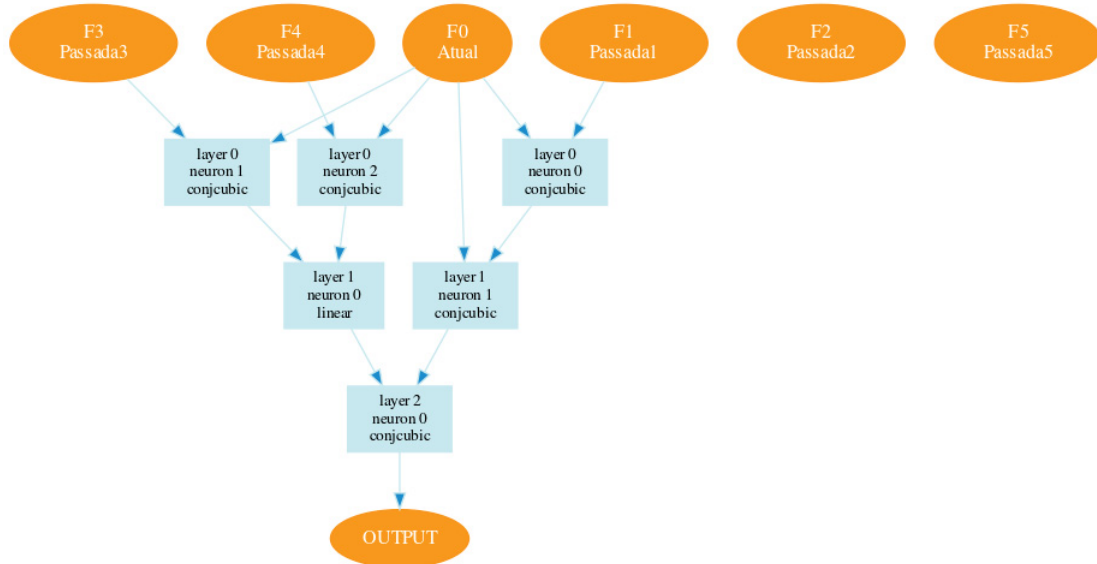 F3
Passada3
F4
Passada4
F0
Atual
F1
Passada1
F2
Passada2
F5
Passada5
layer 0
neuron 1
conjcubic
layer 0
neuron 2
conjcubic
layer 0
neuron 0
conjcubic
layer 1
neuron 0
linear
layer 1
neuron 1
conjcubic
layer 2
neuron 0
conjcubic
OUTPUT